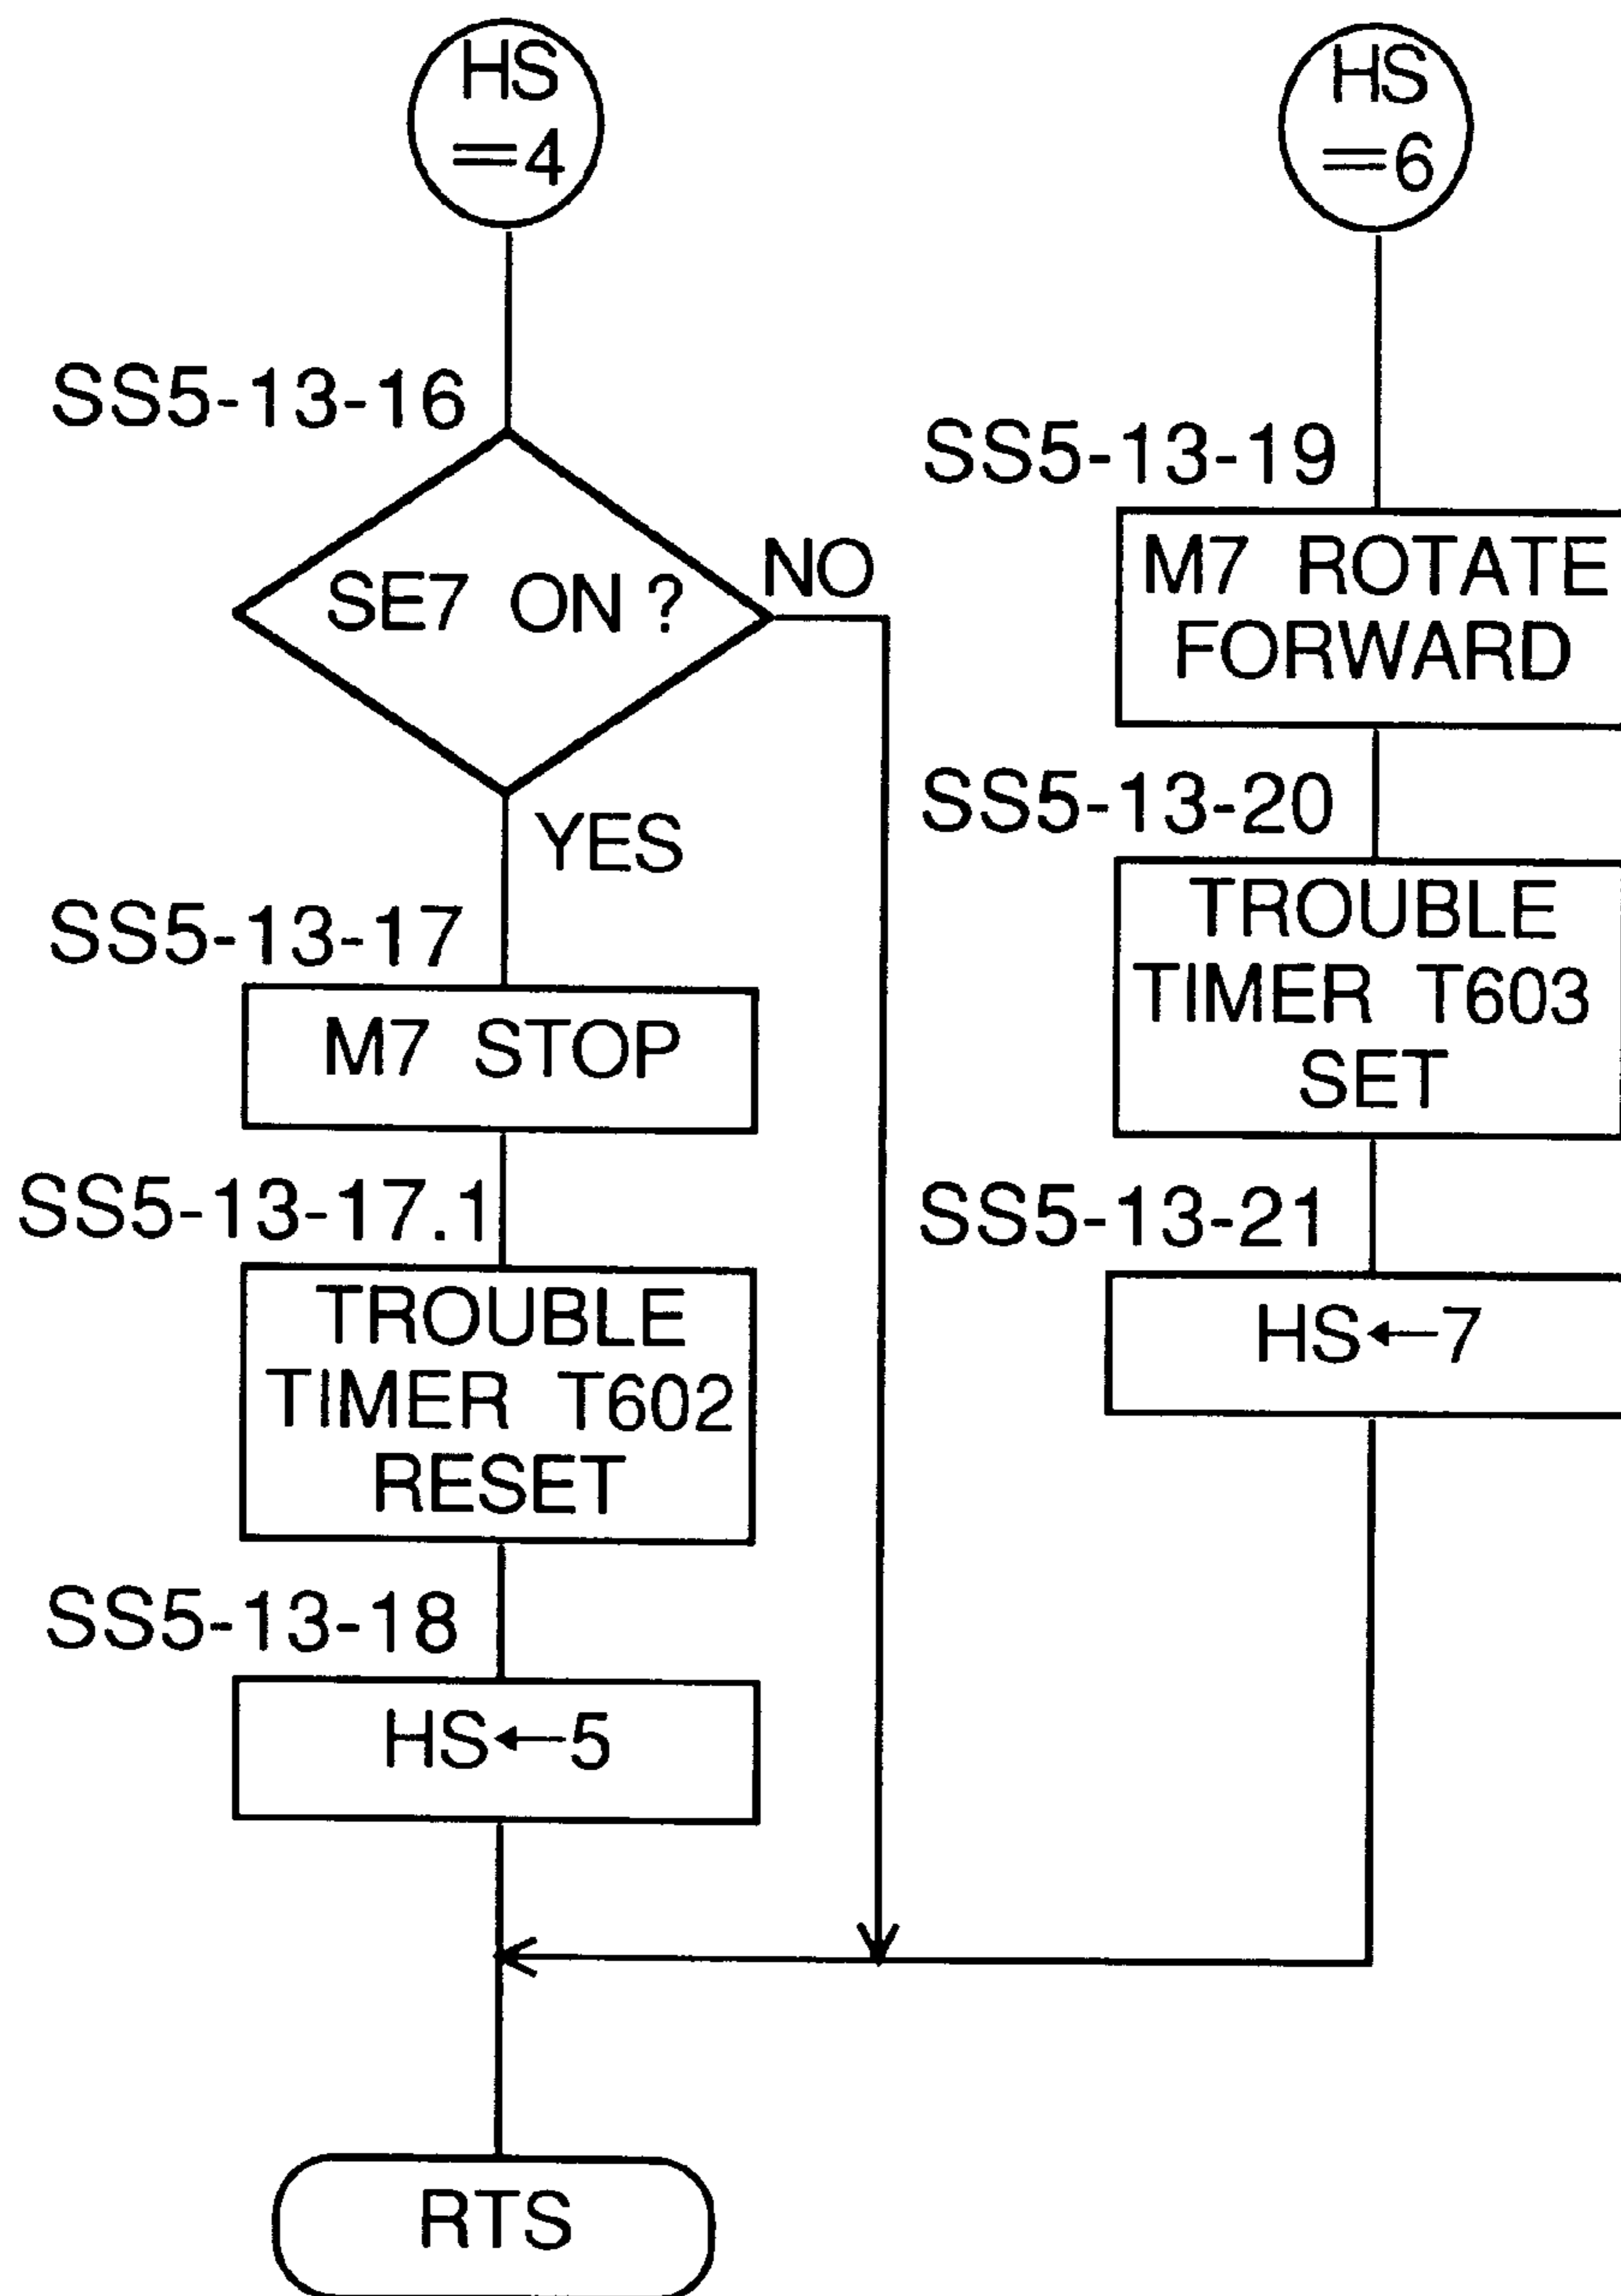 HS
=4
SS5-13-16
SE7 ON ?
NO
YES
SS5-13-17
M7 STOP
SS5-13-17.1
TROUBLE
TIMER T602
RESET
SS5-13-18
HS←5
RTS
HS
=6
SS5-13-19
M7 ROTATE
FORWARD
SS5-13-20
TROUBLE
TIMER T603
SET
SS5-13-21
HS←7